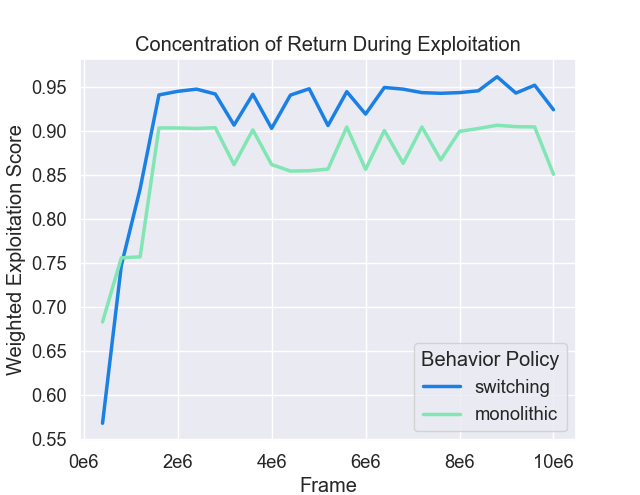 Concentration of Return During Exploitation
Weighted Exploitation Score
0.95
0.90
0.85
0.80
0.75
0.70
0.65
0.60
0.55
Behavior Policy
switching
monolithic
0e6 2e6 4e6 6e6 8e6 10e6
Frame